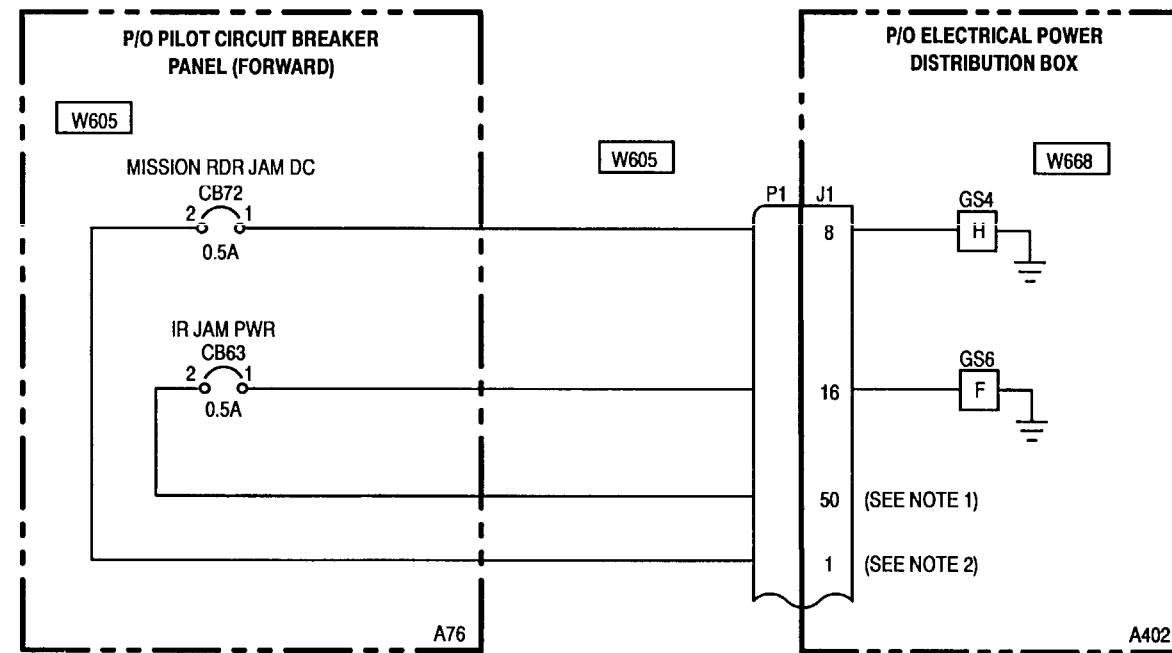 P/O PILOT CIRCUIT BREAKER
PANEL (FORWARD)
W605
MISSION RDR JAM DC
CB72
2 1
0.5A
IR JAM PWR
CB63
2 1
0.5A
A76
W605
P1 J1
8
16
50 (SEE NOTE 1)
1 (SEE NOTE 2)
P/O ELECTRICAL POWER
DISTRIBUTION BOX
W668
GS4
H
GS6
F
A402